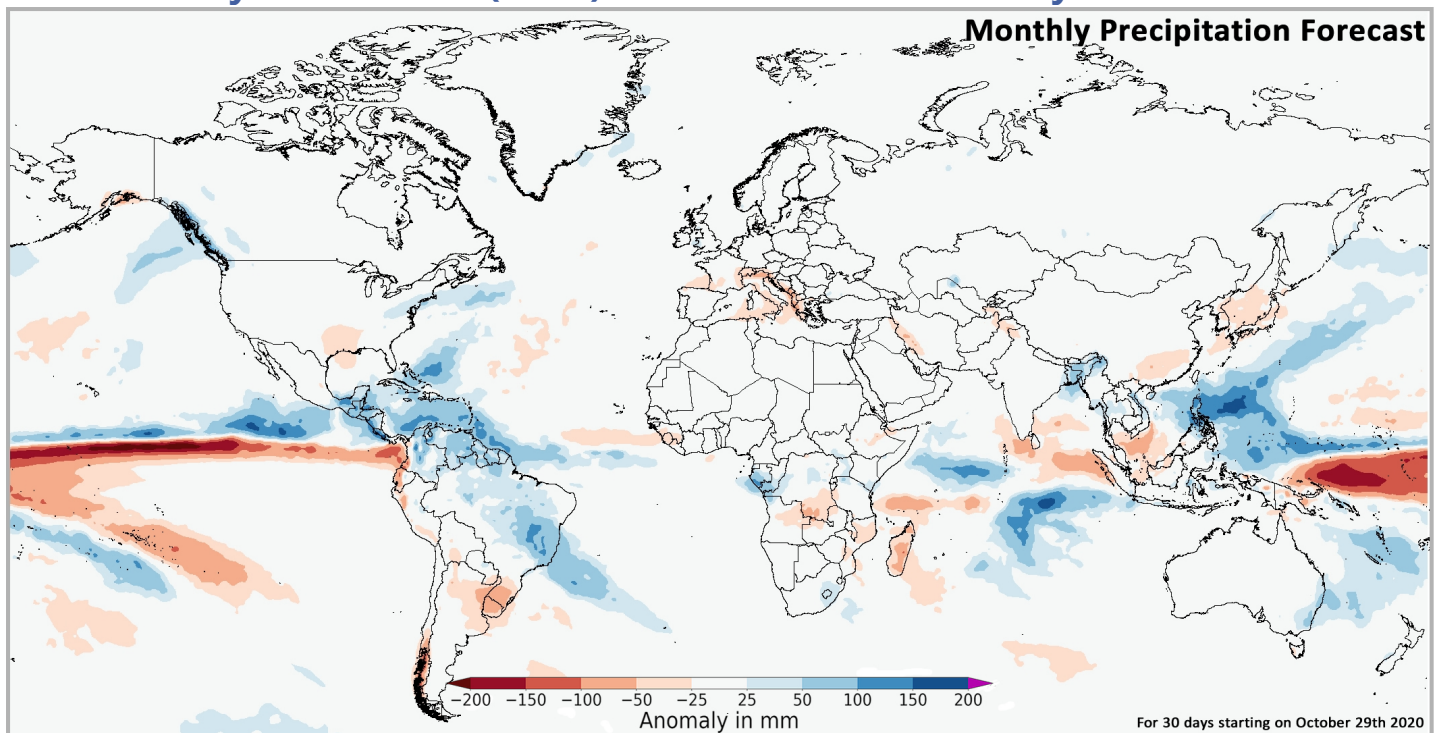 Monthly Precipitation Forecast
−200 −150 −100 −50 −25 25 50 100 150 200
Anomaly in mm
For 30 days starting on October 29th 2020